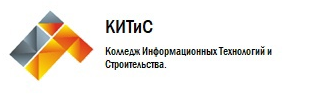 КИТиС
Колледж Информационных Технологий и
Строительства.